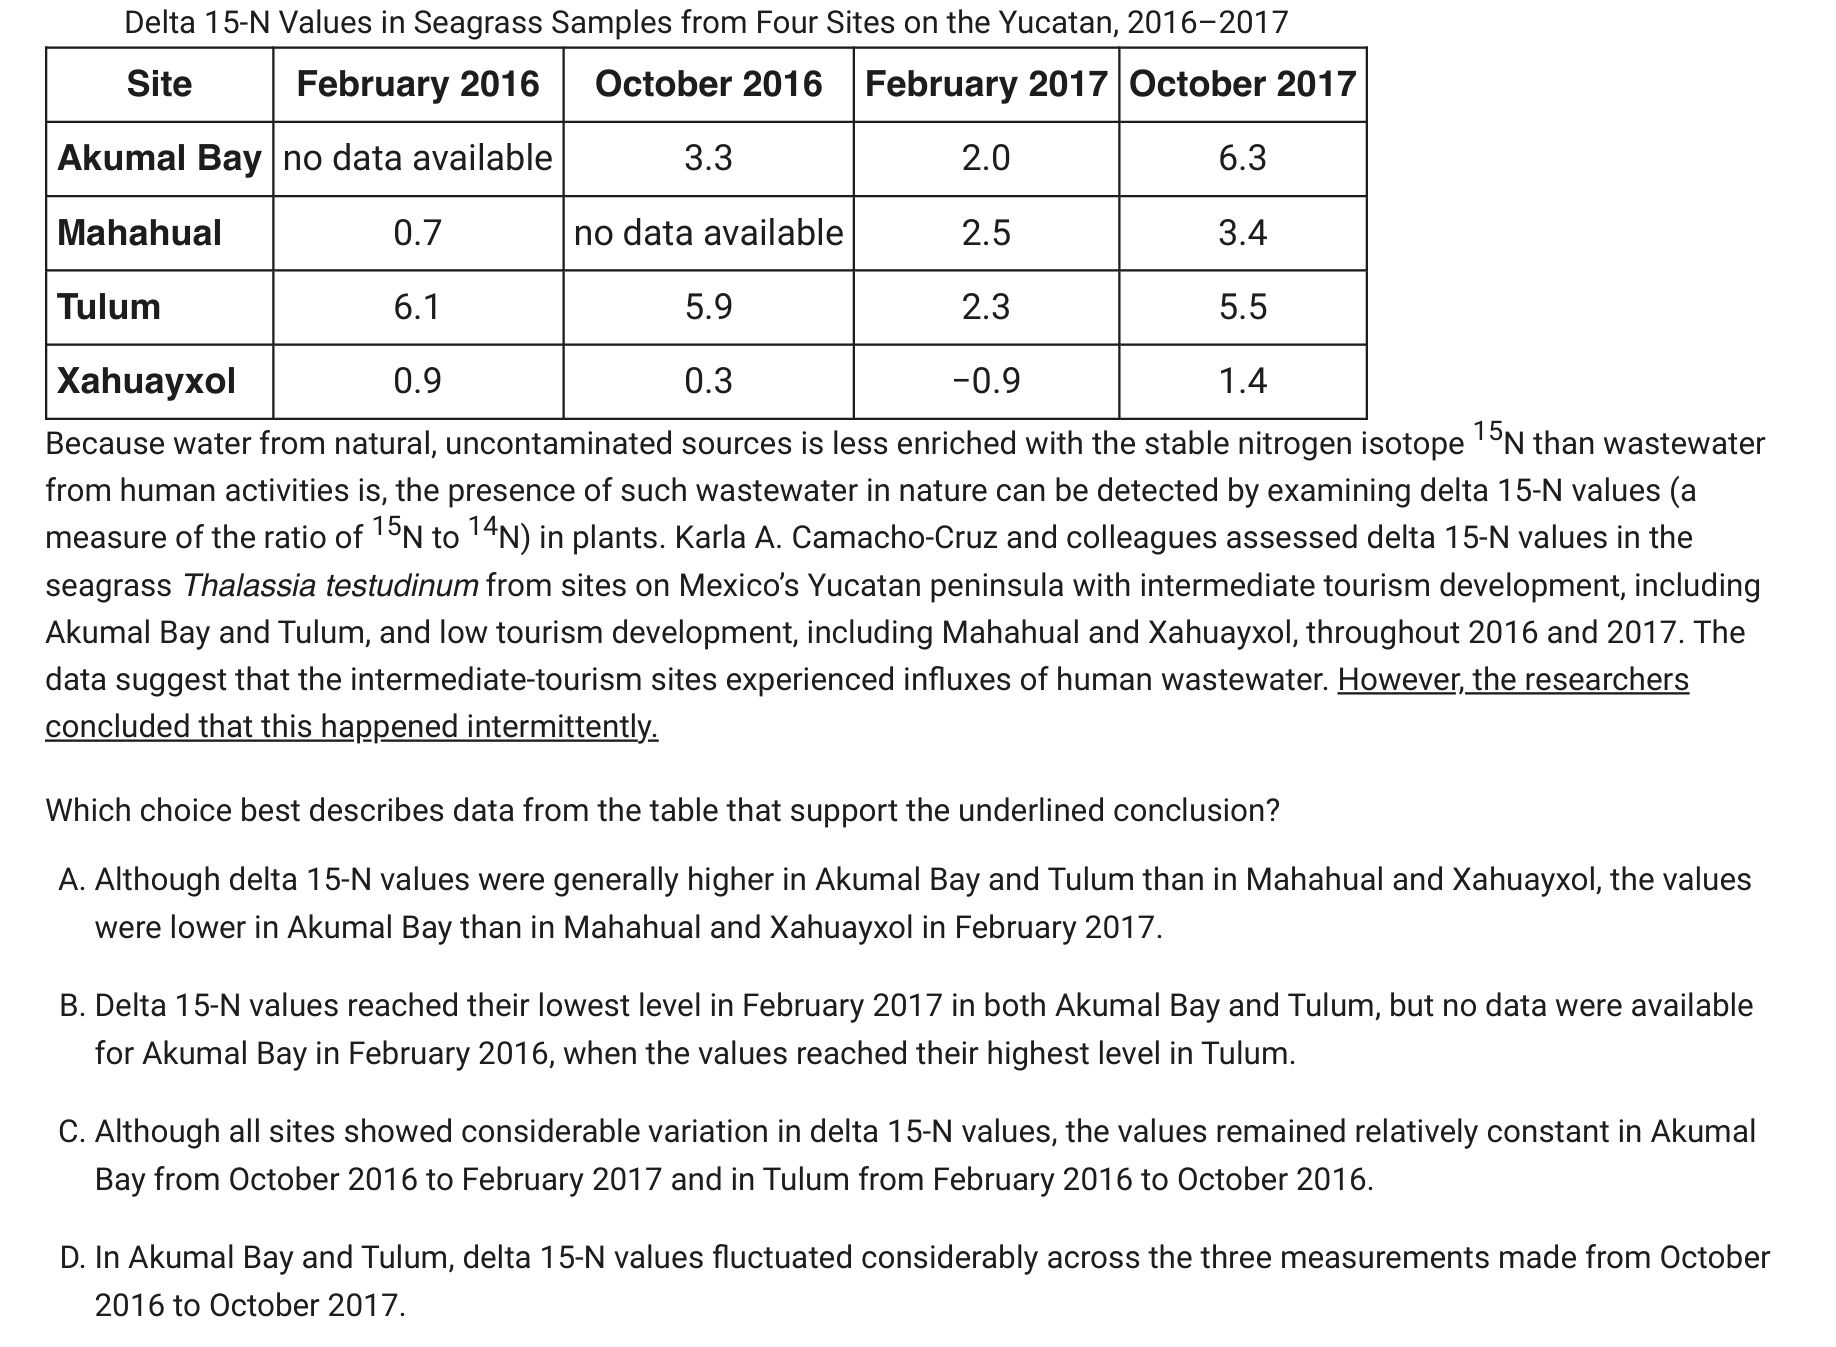 Delta 15-N Values in Seagrass Samples from Four Sites on the Yucatan, 2016–2017
Site February 2016 October 2016 February 2017 October 2017
Akumal Bay no data available 3.3 2.0 6.3
Mahahual 0.7 no data available 2.5 3.4
Tulum 6.1 5.9 2.3 5.5
Xahuayxol 0.9 0.3 −0.9 1.4
Because water from natural, uncontaminated sources is less enriched with the stable nitrogen isotope ¹⁵N than wastewater
from human activities is, the presence of such wastewater in nature can be detected by examining delta 15-N values (a
measure of the ratio of ¹⁵N to ¹⁴N) in plants. Karla A. Camacho-Cruz and colleagues assessed delta 15-N values in the
seagrass Thalassia testudinum from sites on Mexico’s Yucatan peninsula with intermediate tourism development, including
Akumal Bay and Tulum, and low tourism development, including Mahahual and Xahuayxol, throughout 2016 and 2017. The
data suggest that the intermediate-tourism sites experienced influxes of human wastewater. However, the researchers
concluded that this happened intermittently.
Which choice best describes data from the table that support the underlined conclusion?
A. Although delta 15-N values were generally higher in Akumal Bay and Tulum than in Mahahual and Xahuayxol, the values
were lower in Akumal Bay than in Mahahual and Xahuayxol in February 2017.
B. Delta 15-N values reached their lowest level in February 2017 in both Akumal Bay and Tulum, but no data were available
for Akumal Bay in February 2016, when the values reached their highest level in Tulum.
C. Although all sites showed considerable variation in delta 15-N values, the values remained relatively constant in Akumal
Bay from October 2016 to February 2017 and in Tulum from February 2016 to October 2016.
D. In Akumal Bay and Tulum, delta 15-N values fluctuated considerably across the three measurements made from October
2016 to October 2017.